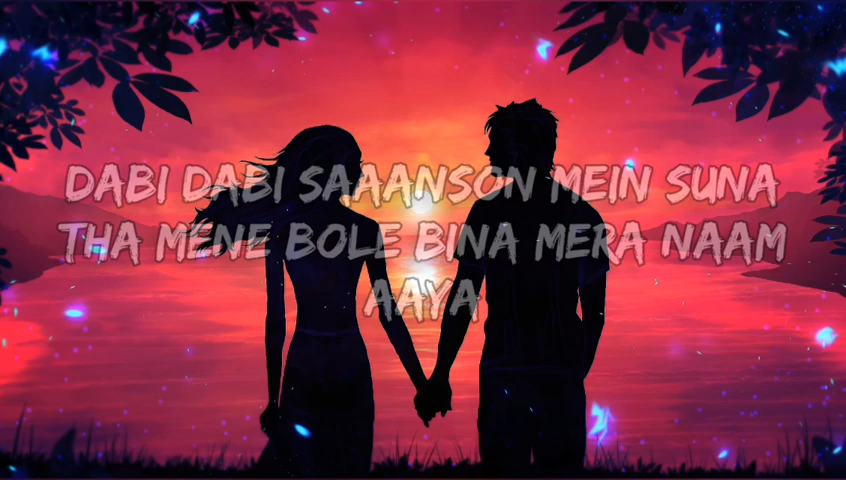 DABI DABI SAAANSON MEIN SUNA
THA MENE BOLE BINA MERA NAAM
AAYA